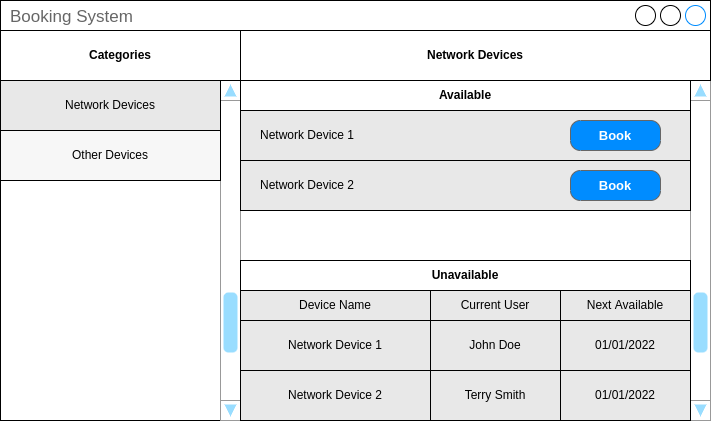 Booking System
Categories
Network Devices
Network Devices
Other Devices
Available
Network Device 1 Book
Network Device 2 Book
Unavailable
Device Name Current User Next Available
Network Device 1 John Doe 01/01/2022
Network Device 2 Terry Smith 01/01/2022